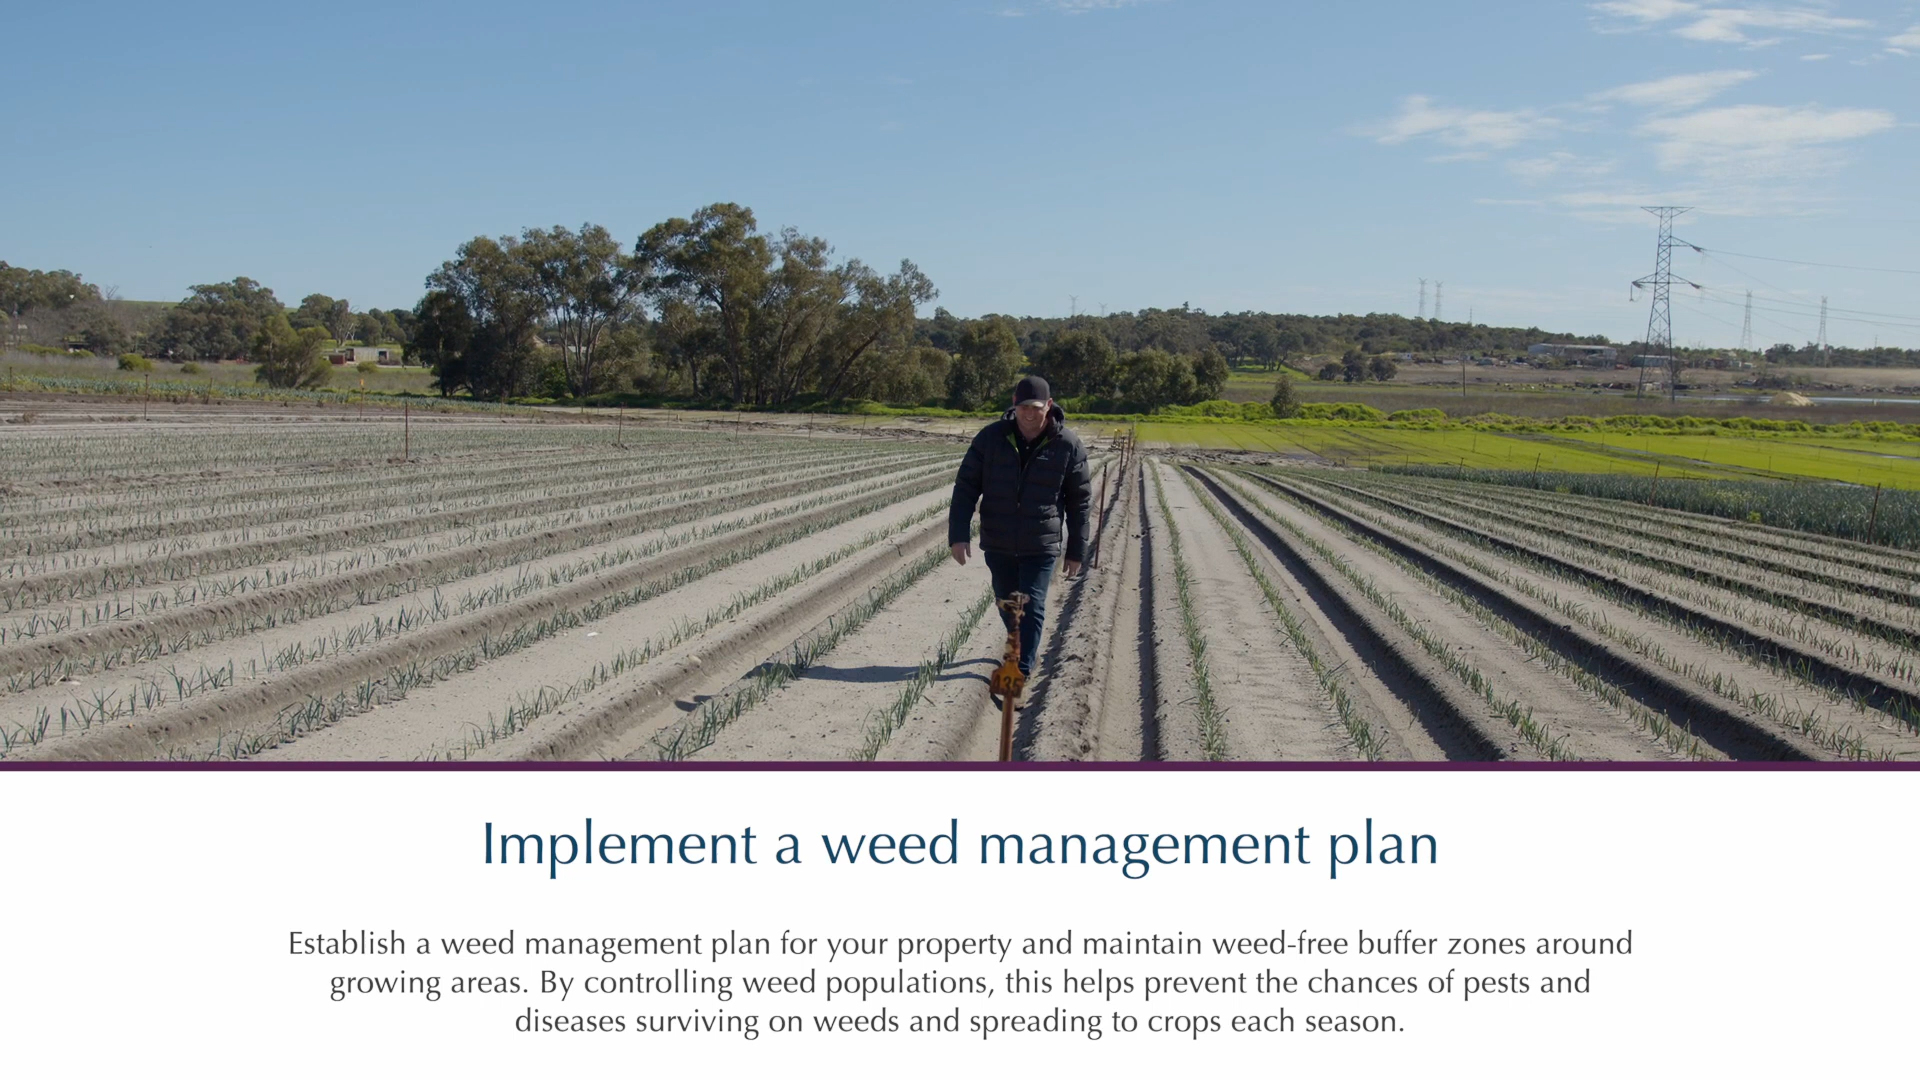 435
Implement a weed management plan
Establish a weed management plan for your property and maintain weed-free buffer zones around
growing areas. By controlling weed populations, this helps prevent the chances of pests and
diseases surviving on weeds and spreading to crops each season.